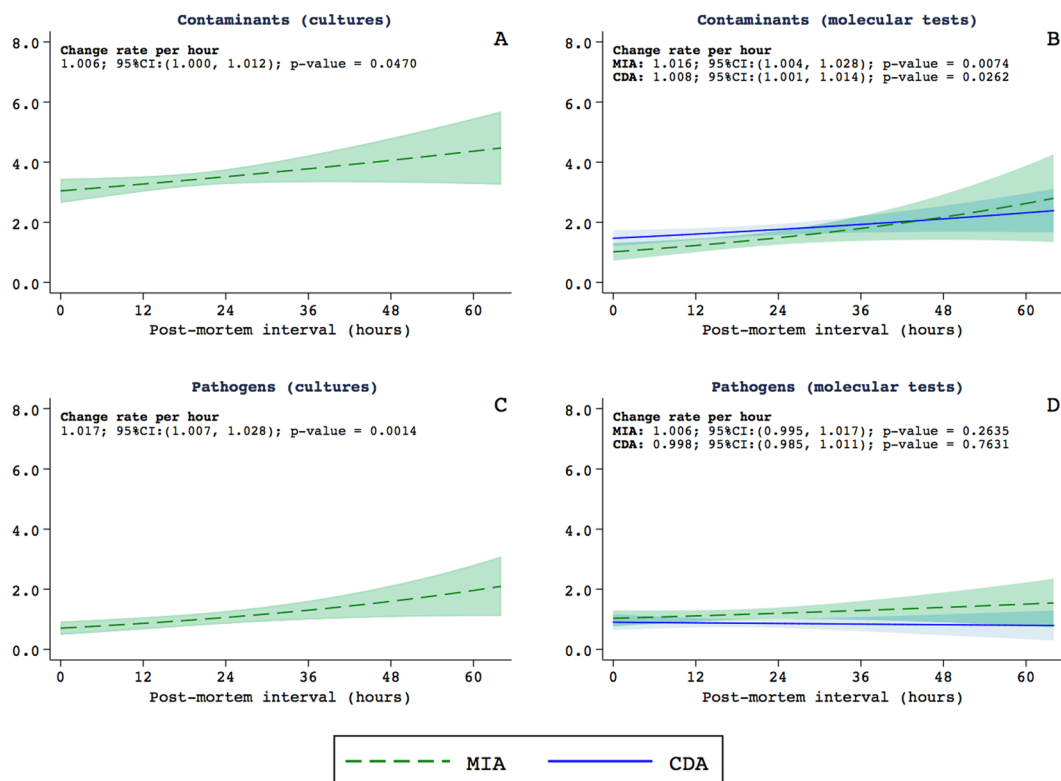 Contaminants (cultures)
A
Change rate per hour
1.006; 95%CI:(1.000, 1.012); p-value = 0.0470
8.0
6.0
4.0
2.0
0.0
0 12 24 36 48 60
Post-mortem interval (hours)
Contaminants (molecular tests)
B
Change rate per hour
MIA: 1.016; 95%CI:(1.004, 1.028); p-value = 0.0074
CDA: 1.008; 95%CI:(1.001, 1.014); p-value = 0.0262
8.0
6.0
4.0
2.0
0.0
0 12 24 36 48 60
Post-mortem interval (hours)
Pathogens (cultures)
C
Change rate per hour
1.017; 95%CI:(1.007, 1.028); p-value = 0.0014
8.0
6.0
4.0
2.0
0.0
0 12 24 36 48 60
Post-mortem interval (hours)
Pathogens (molecular tests)
D
Change rate per hour
MIA: 1.006; 95%CI:(0.995, 1.017); p-value = 0.2635
CDA: 0.998; 95%CI:(0.985, 1.011); p-value = 0.7631
8.0
6.0
4.0
2.0
0.0
0 12 24 36 48 60
Post-mortem interval (hours)
MIA CDA